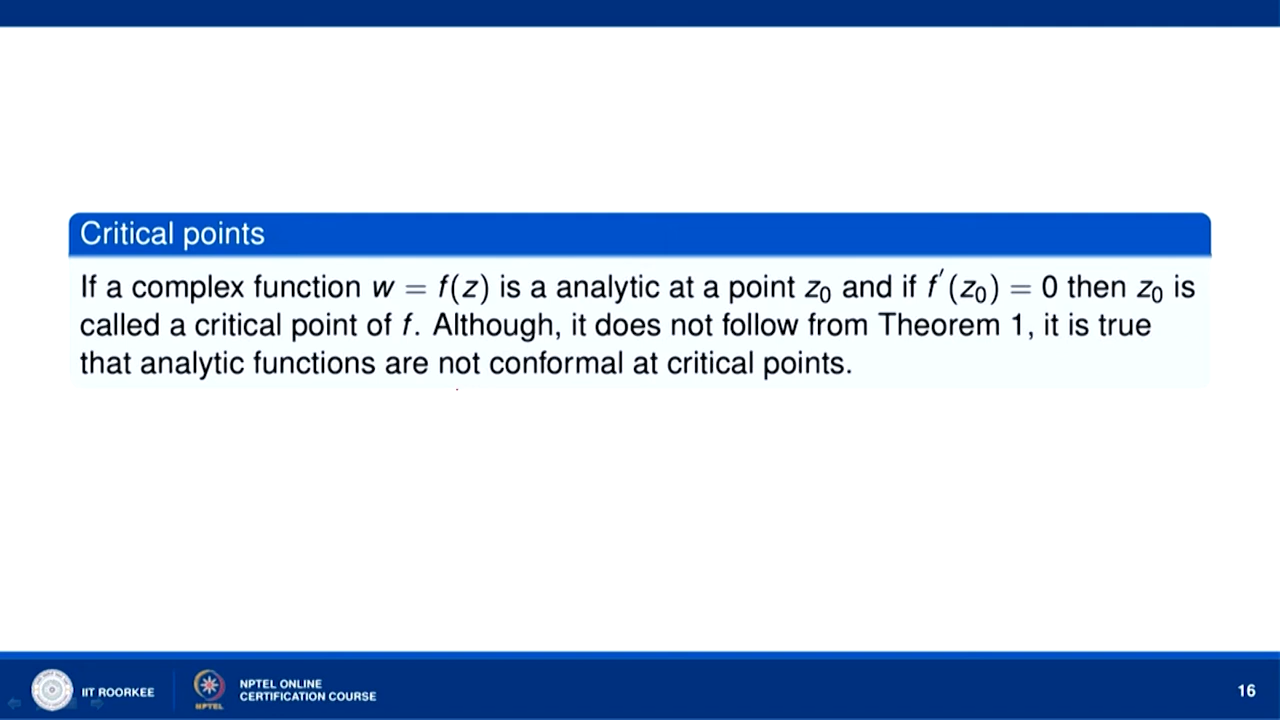 Critical points
If a complex function w = f(z) is a analytic at a point z₀ and if f′(z₀) = 0 then z₀ is
called a critical point of f. Although, it does not follow from Theorem 1, it is true
that analytic functions are not conformal at critical points.
IIT ROORKEE
NPTEL
NPTEL ONLINE
CERTIFICATION COURSE
16